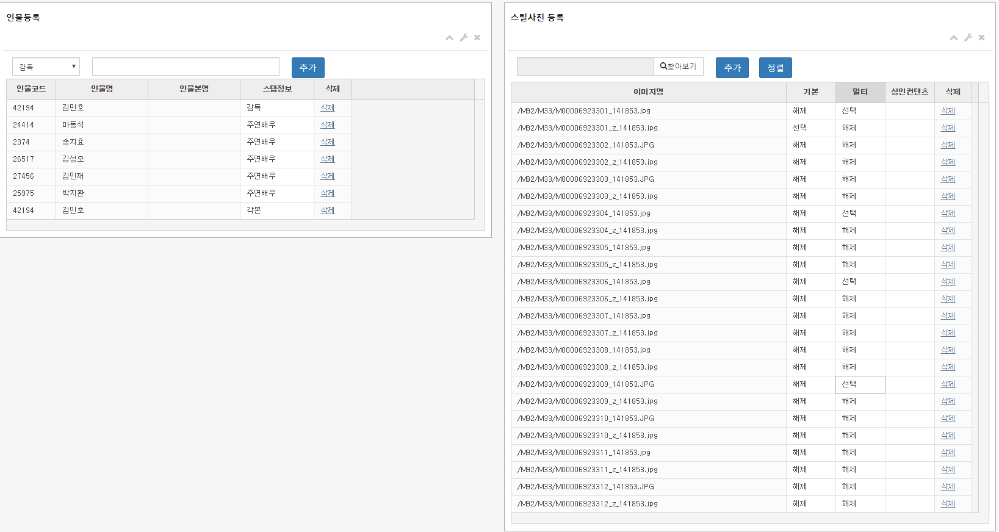 인물등록
감독
추가
인물코드 인물명 인물본명 스텝정보 삭제
42194 김민호 감독 삭제
24414 마동석 주연배우 삭제
2374 송지효 주연배우 삭제
26517 김성오 주연배우 삭제
27456 김민재 주연배우 삭제
25975 박지환 주연배우 삭제
42194 김민호 각본 삭제
스틸사진 등록
찾아보기 추가 정렬
이미지명 기본 멀티 성인컨텐츠 삭제
/M92/M33/M00006923301_141853.jpg 해제 선택 삭제
/M92/M33/M00006923301_z_141853.jpg 선택 해제 삭제
/M92/M33/M00006923302_141853.JPG 해제 해제 삭제
/M92/M33/M00006923302_z_141853.jpg 해제 해제 삭제
/M92/M33/M00006923303_141853.JPG 해제 해제 삭제
/M92/M33/M00006923303_z_141853.jpg 해제 해제 삭제
/M92/M33/M00006923304_141853.jpg 해제 선택 삭제
/M92/M33/M00006923304_z_141853.jpg 해제 해제 삭제
/M92/M33/M00006923305_141853.jpg 해제 해제 삭제
/M92/M33/M00006923305_z_141853.jpg 해제 해제 삭제
/M92/M33/M00006923306_141853.jpg 해제 선택 삭제
/M92/M33/M00006923306_z_141853.jpg 해제 해제 삭제
/M92/M33/M00006923307_141853.jpg 해제 해제 삭제
/M92/M33/M00006923307_z_141853.jpg 해제 해제 삭제
/M92/M33/M00006923308_141853.jpg 해제 해제 삭제
/M92/M33/M00006923308_z_141853.jpg 해제 해제 삭제
/M92/M33/M00006923309_141853.JPG 해제 선택 삭제
/M92/M33/M00006923309_z_141853.jpg 해제 해제 삭제
/M92/M33/M00006923310_141853.JPG 해제 해제 삭제
/M92/M33/M00006923310_z_141853.jpg 해제 해제 삭제
/M92/M33/M00006923311_141853.jpg 해제 해제 삭제
/M92/M33/M00006923311_z_141853.jpg 해제 해제 삭제
/M92/M33/M00006923312_141853.JPG 해제 해제 삭제
/M92/M33/M00006923312_z_141853.jpg 해제 해제 삭제